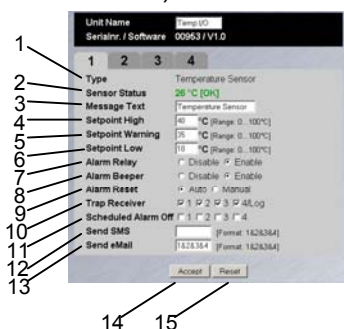 Unit Name Temp I/O
Serialnr. / Software 00953 / V1.0
1 2 3 4
1 Type Temperature Sensor
2 Sensor Status 26 °C [OK]
3 Message Text Temperature Sensor
4 Setpoint High 40 °C [Range: 0...100°C]
5 Setpoint Warning 35 °C [Range: 0...100°C]
6 Setpoint Low 10 °C [Range: 0...100°C]
7 Alarm Relay Disable Enable
8 Alarm Beeper Disable Enable
9 Alarm Reset Auto Manual
10 Trap Receiver 1 2 3 4/Log
11 Scheduled Alarm Off 1 2 3 4
12 Send SMS [Format: 1&2&3&4]
13 Send eMail 1&2&3&4 [Format: 1&2&3&4]
Accept Reset
14 15